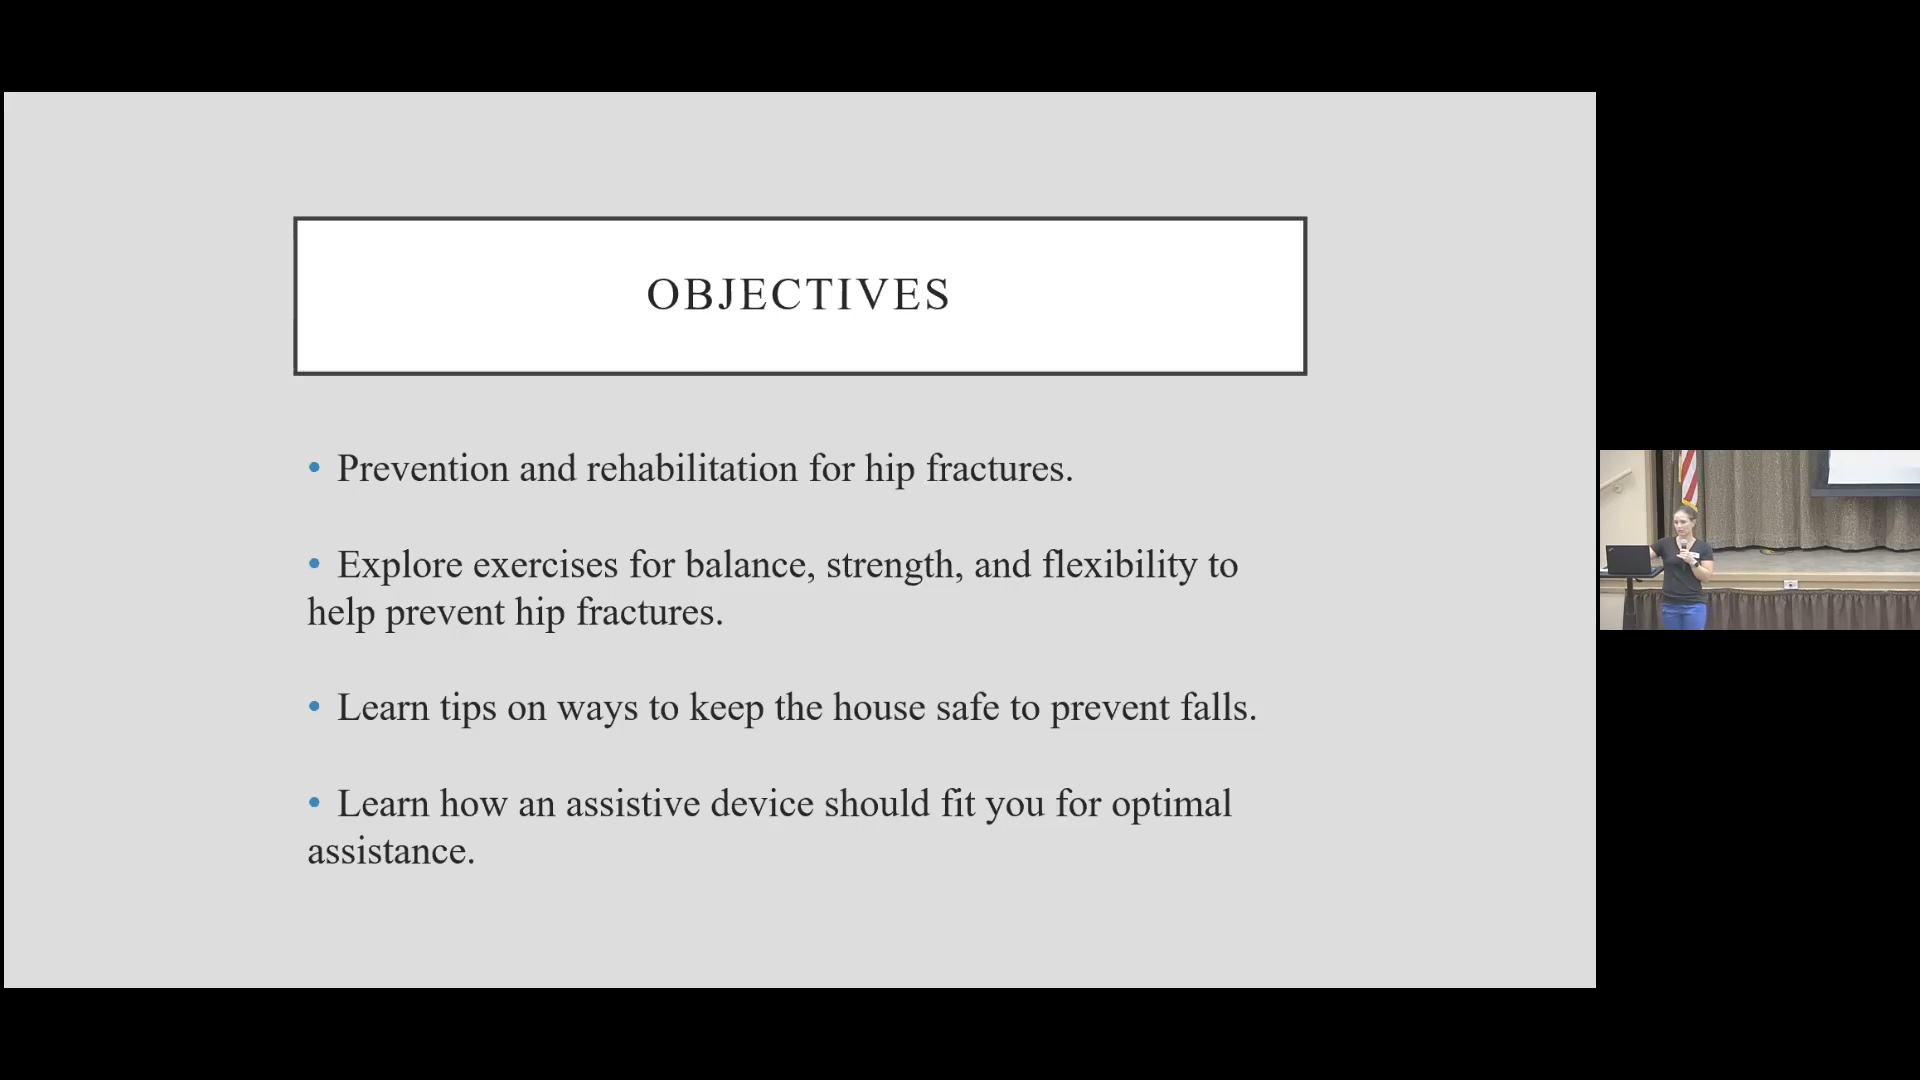 OBJECTIVES
• Prevention and rehabilitation for hip fractures.
• Explore exercises for balance, strength, and flexibility to
help prevent hip fractures.
• Learn tips on ways to keep the house safe to prevent falls.
• Learn how an assistive device should fit you for optimal
assistance.